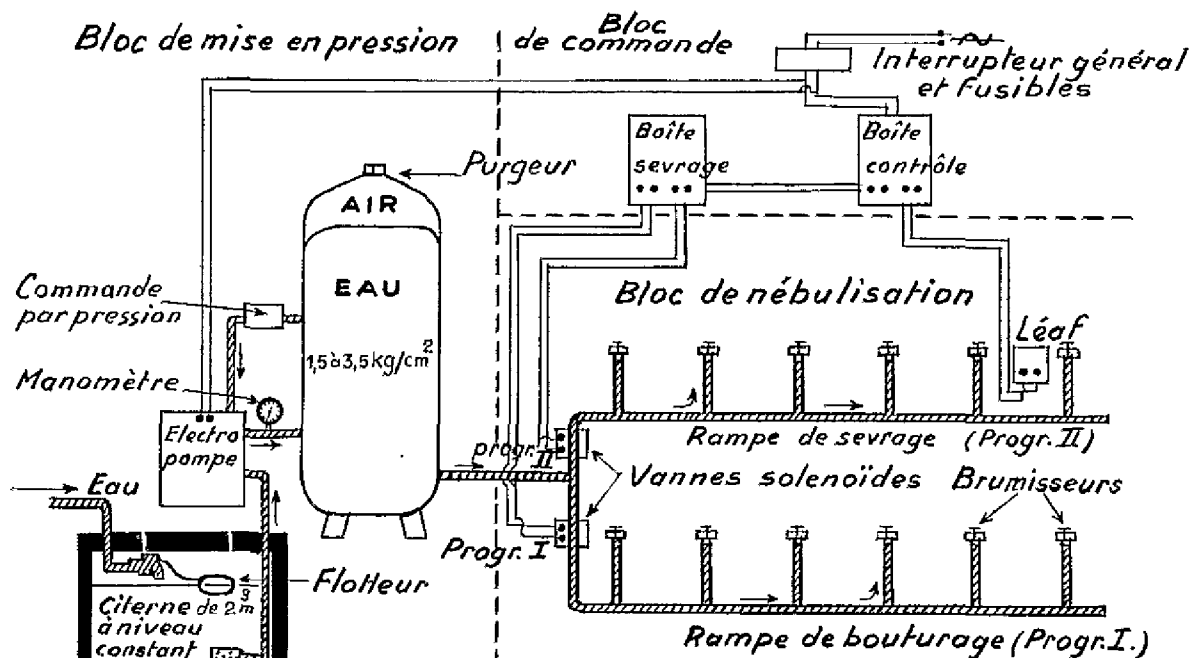 Bloc de mise en pression
Bloc
de commande
Interrupteur général
et fusibles
Boîte
sevrage
Boîte
contrôle
Purgeur
AIR
EAU
1,5 à 3,5 kg/cm²
Commande
par pression
Manomètre
Electro
pompe
Eau
Flotteur
Citerne de 2 m³
à niveau
constant
Bloc de nébulisation
Léaf
Rampe de sevrage (Progr. II)
progr.
II
Vannes solenoïdes
Brumisseurs
Progr. I
Rampe de bouturage (Progr. I.)